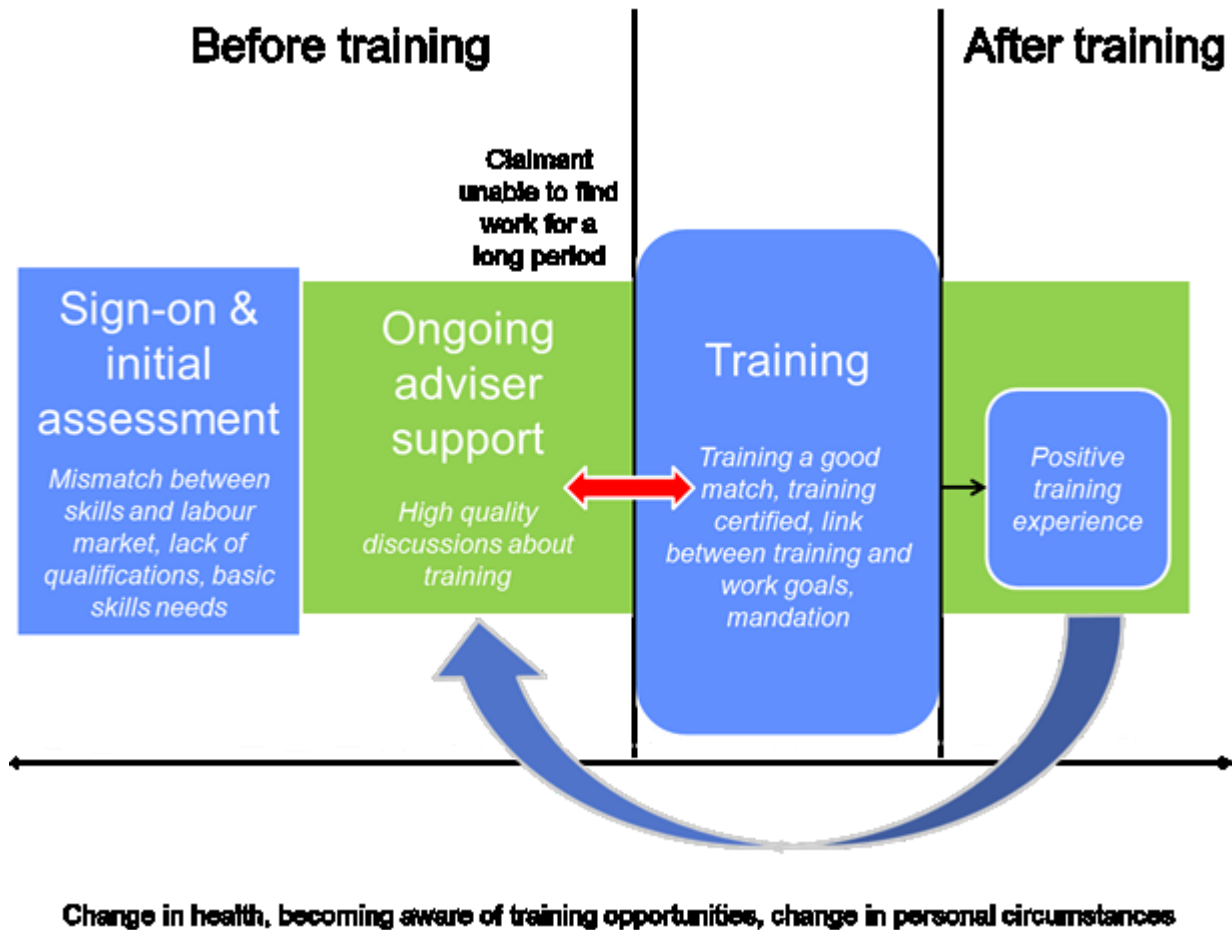 Before training
After training
Claimant
unable to find
work for a
long period
Sign-on &
initial
assessment
Mismatch between
skills and labour
market, lack of
qualifications, basic
skills needs
Ongoing
adviser
support
High quality
discussions about
training
Training
Training a good
match, training
certified, link
between training and
work goals,
mandation
Positive
training
experience
Change in health, becoming aware of training opportunities, change in personal circumstances